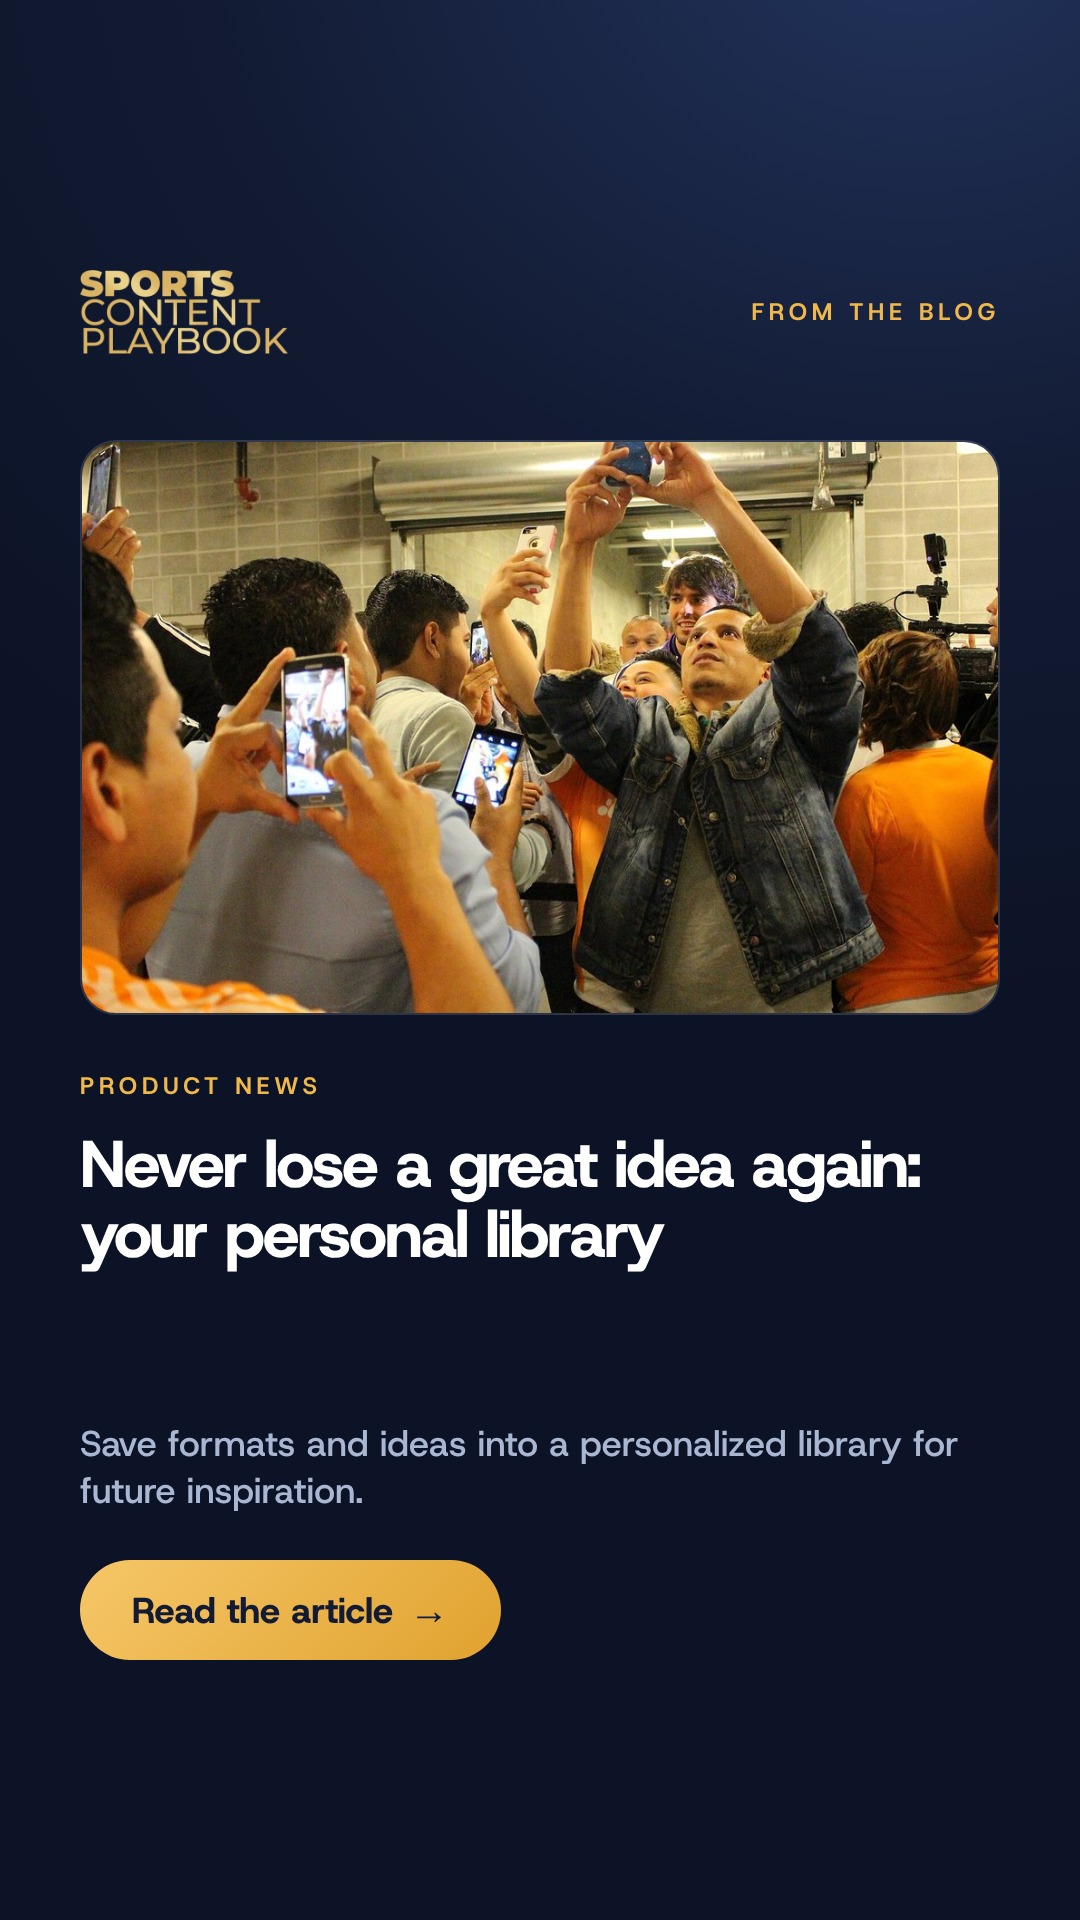 SPORTS
CONTENT
PLAYBOOK
FROM THE BLOG
PRODUCT NEWS
Never lose a great idea again:
your personal library
Save formats and ideas into a personalized library for
future inspiration.
Read the article →